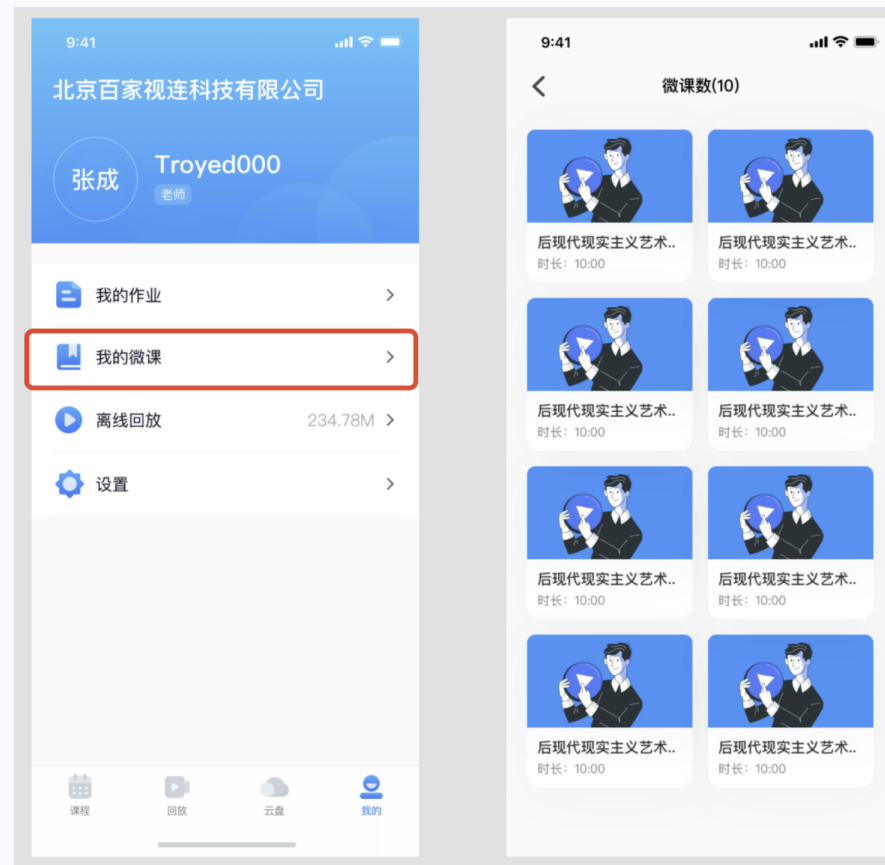 9:41
北京百家视连科技有限公司
张成
Troyed000
老师
我的作业
我的微课
离线回放 234.78M
设置
课程 回放 云盘 我的
9:41
微课数(10)
后现代现实主义艺术.. 后现代现实主义艺术..
时长: 10:00 时长: 10:00
后现代现实主义艺术.. 后现代现实主义艺术..
时长: 10:00 时长: 10:00
后现代现实主义艺术.. 后现代现实主义艺术..
时长: 10:00 时长: 10:00
后现代现实主义艺术.. 后现代现实主义艺术..
时长: 10:00 时长: 10:00